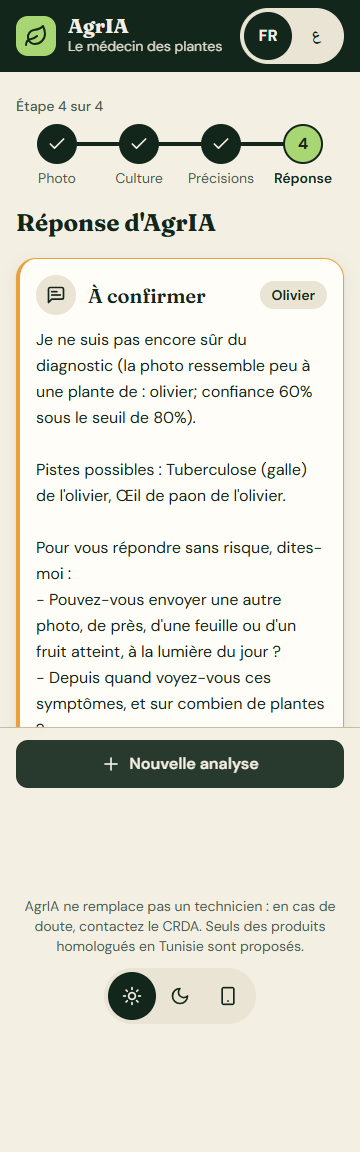 AgrIA
Le médecin des plantes
FR
ع
Étape 4 sur 4
4
Photo
Culture
Précisions
Réponse
Réponse d'AgrIA
À confirmer
Olivier
Je ne suis pas encore sûr du
diagnostic (la photo ressemble peu à
une plante de : olivier; confiance 60%
sous le seuil de 80%).
Pistes possibles : Tuberculose (galle)
de l'olivier, Œil de paon de l'olivier.
Pour vous répondre sans risque, dites-
moi :
- Pouvez-vous envoyer une autre
photo, de près, d'une feuille ou d'un
fruit atteint, à la lumière du jour ?
- Depuis quand voyez-vous ces
symptômes, et sur combien de plantes
?
+ Nouvelle analyse
AgrIA ne remplace pas un technicien : en cas de
doute, contactez le CRDA. Seuls des produits
homologués en Tunisie sont proposés.